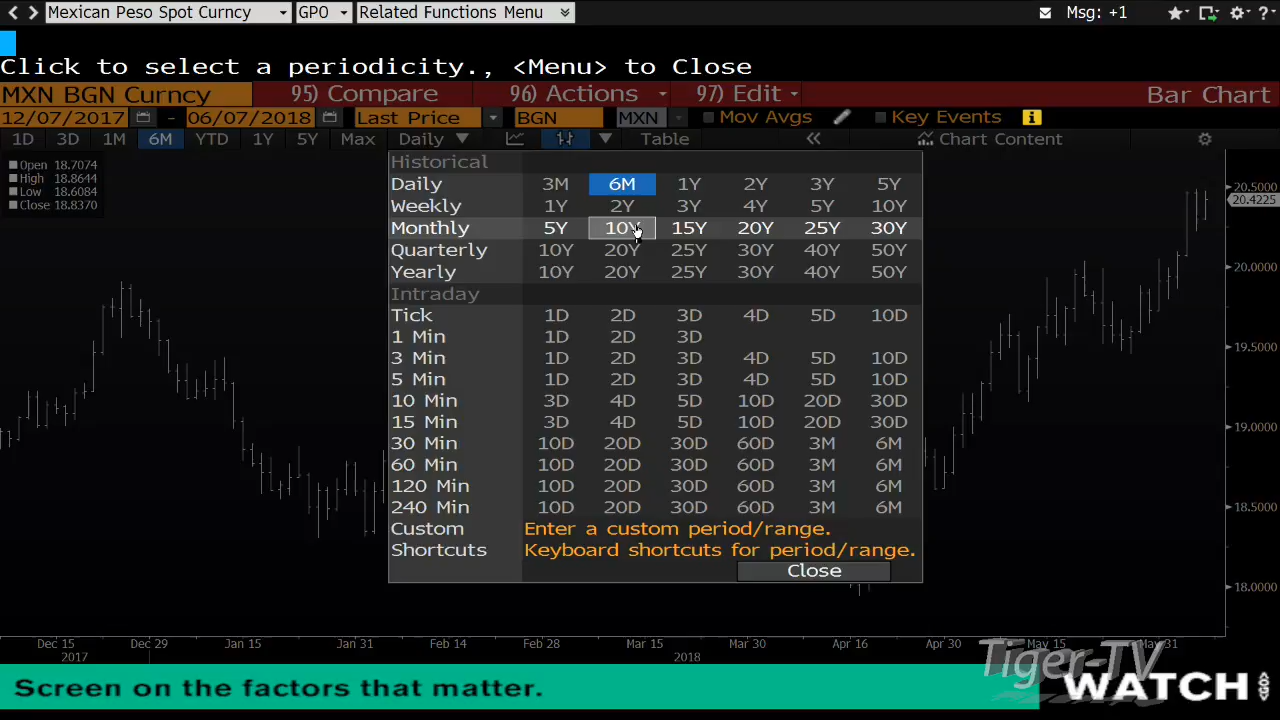 Mexican Peso Spot Curncy GPO Related Functions Menu Msg: +1 ?
Click to select a periodicity., <Menu> to Close
MXN BGN Curncy 95) Compare 96) Actions 97) Edit Bar Chart
12/07/2017 - 06/07/2018 Last Price BGN MXN Mov Avgs Key Events i
1D 3D 1M 6M YTD 1Y 5Y Max Daily Table « Chart Content
Open 18.7074
High 18.8644
Low 18.6084
Close 18.8370
Historical
Daily 3M 6M 1Y 2Y 3Y 5Y
Weekly 1Y 2Y 3Y 4Y 5Y 10Y
Monthly 5Y 10Y 15Y 20Y 25Y 30Y
Quarterly 10Y 20Y 25Y 30Y 40Y 50Y
Yearly 10Y 20Y 25Y 30Y 40Y 50Y
Intraday
Tick 1D 2D 3D 4D 5D 10D
1 Min 1D 2D 3D
3 Min 1D 2D 3D 4D 5D 10D
5 Min 1D 2D 3D 4D 5D 10D
10 Min 3D 4D 5D 10D 20D 30D
15 Min 3D 4D 5D 10D 20D 30D
30 Min 10D 20D 30D 60D 3M 6M
60 Min 10D 20D 30D 60D 3M 6M
120 Min 10D 20D 30D 60D 3M 6M
240 Min 10D 20D 30D 60D 3M 6M
Custom Enter a custom period/range.
Shortcuts Keyboard shortcuts for period/range.
Close
20.5000
20.4225
20.0000
19.5000
19.0000
18.5000
18.0000
Dec 15 Dec 29 Jan 15 Jan 31 Feb 14 Feb 28 Mar 15 Mar 30 Apr 16 Apr 30 May 15 May 31
2017 2018
Tiger-TV
Screen on the factors that matter. WATCH